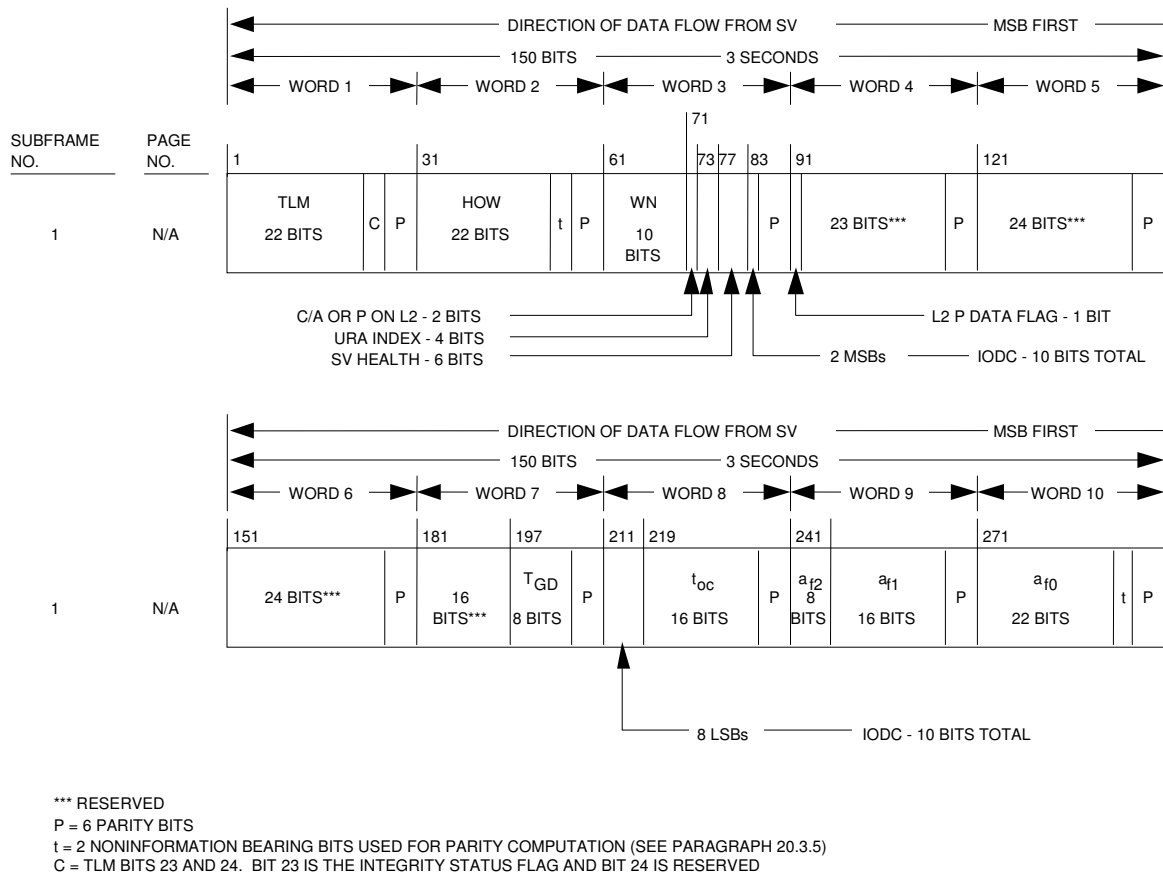 DIRECTION OF DATA FLOW FROM SV MSB FIRST
150 BITS 3 SECONDS
WORD 1 WORD 2 WORD 3 WORD 4 WORD 5
SUBFRAME NO.
PAGE NO.
71
1 31 61 73 77 83 91 121
1 N/A
TLM 22 BITS
C
P
HOW 22 BITS
t
P
WN 10 BITS
P
23 BITS***
P
24 BITS***
P
C/A OR P ON L2 - 2 BITS
URA INDEX - 4 BITS
SV HEALTH - 6 BITS
2 MSBs IODC - 10 BITS TOTAL
L2 P DATA FLAG - 1 BIT
DIRECTION OF DATA FLOW FROM SV MSB FIRST
150 BITS 3 SECONDS
WORD 6 WORD 7 WORD 8 WORD 9 WORD 10
151 181 197 211 219 241 271
1 N/A
24 BITS***
P
16 BITS***
TGD 8 BITS
P
toc 16 BITS
P
af2 8 BITS
af1 16 BITS
P
af0 22 BITS
t
P
8 LSBs IODC - 10 BITS TOTAL
*** RESERVED
P = 6 PARITY BITS
t = 2 NONINFORMATION BEARING BITS USED FOR PARITY COMPUTATION (SEE PARAGRAPH 20.3.5)
C = TLM BITS 23 AND 24. BIT 23 IS THE INTEGRITY STATUS FLAG AND BIT 24 IS RESERVED